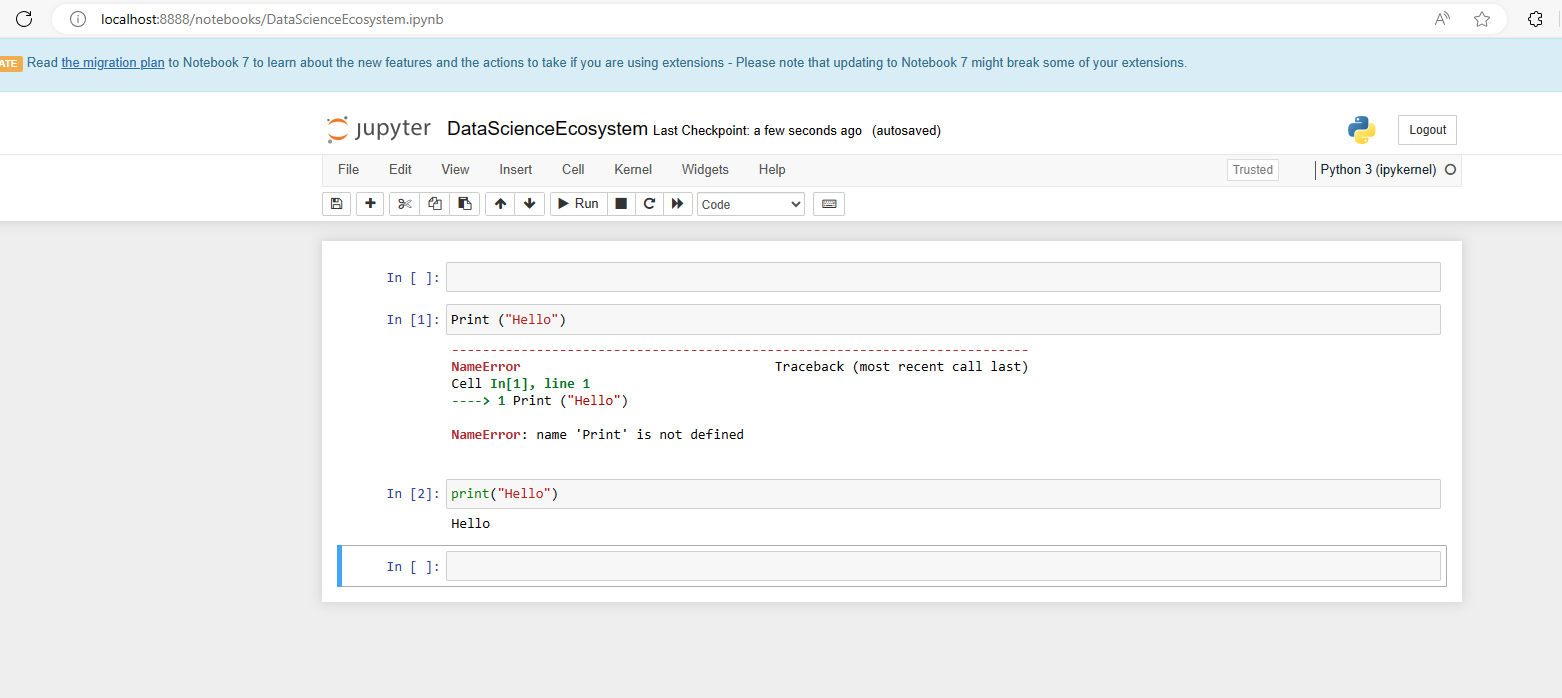 localhost:8888/notebooks/DataScienceEcosystem.ipynb
ATE Read the migration plan to Notebook 7 to learn about the new features and the actions to take if you are using extensions - Please note that updating to Notebook 7 might break some of your extensions.
jupyter DataScienceEcosystem Last Checkpoint: a few seconds ago (autosaved) Logout
File Edit View Insert Cell Kernel Widgets Help Trusted Python 3 (ipykernel)
Run Code
In [ ]:
In [1]: Print ("Hello")
---------------------------------------------------------------------------
NameError Traceback (most recent call last)
Cell In[1], line 1
----> 1 Print ("Hello")
NameError: name 'Print' is not defined
In [2]: print("Hello")
Hello
In [ ]: